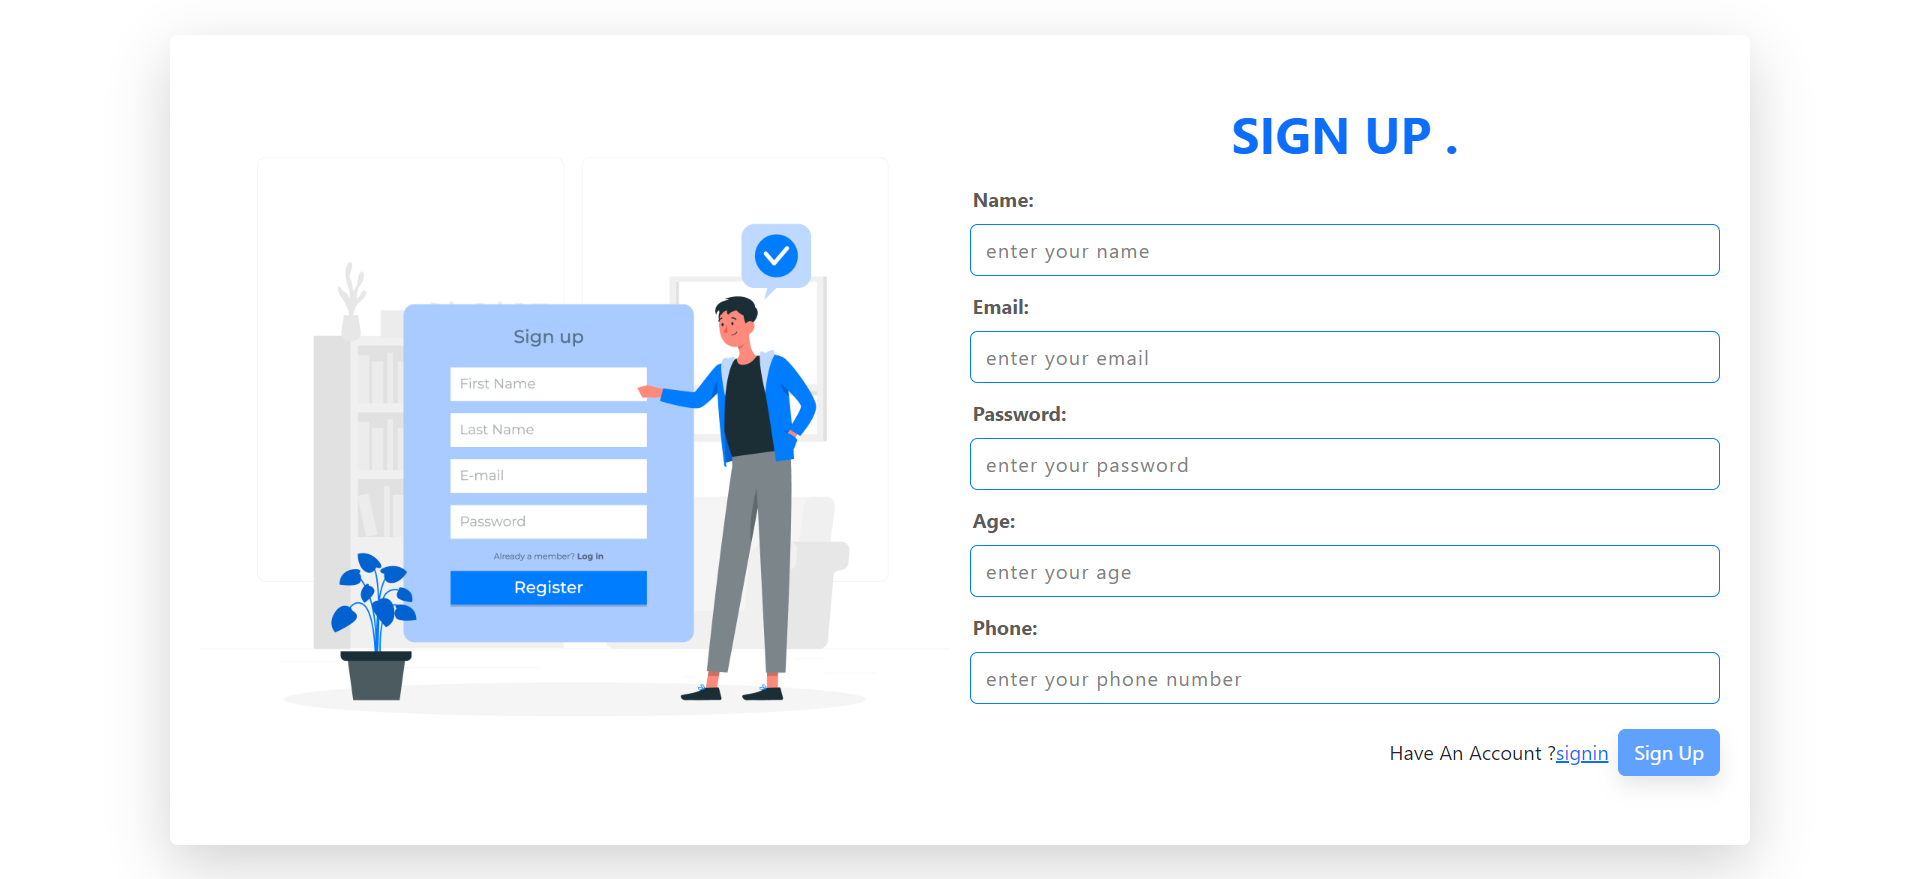 Sign up
First Name
Last Name
E-mail
Password
Already a member? Log in
Register
SIGN UP .
Name:
enter your name
Email:
enter your email
Password:
enter your password
Age:
enter your age
Phone:
enter your phone number
Have An Account ?signin Sign Up